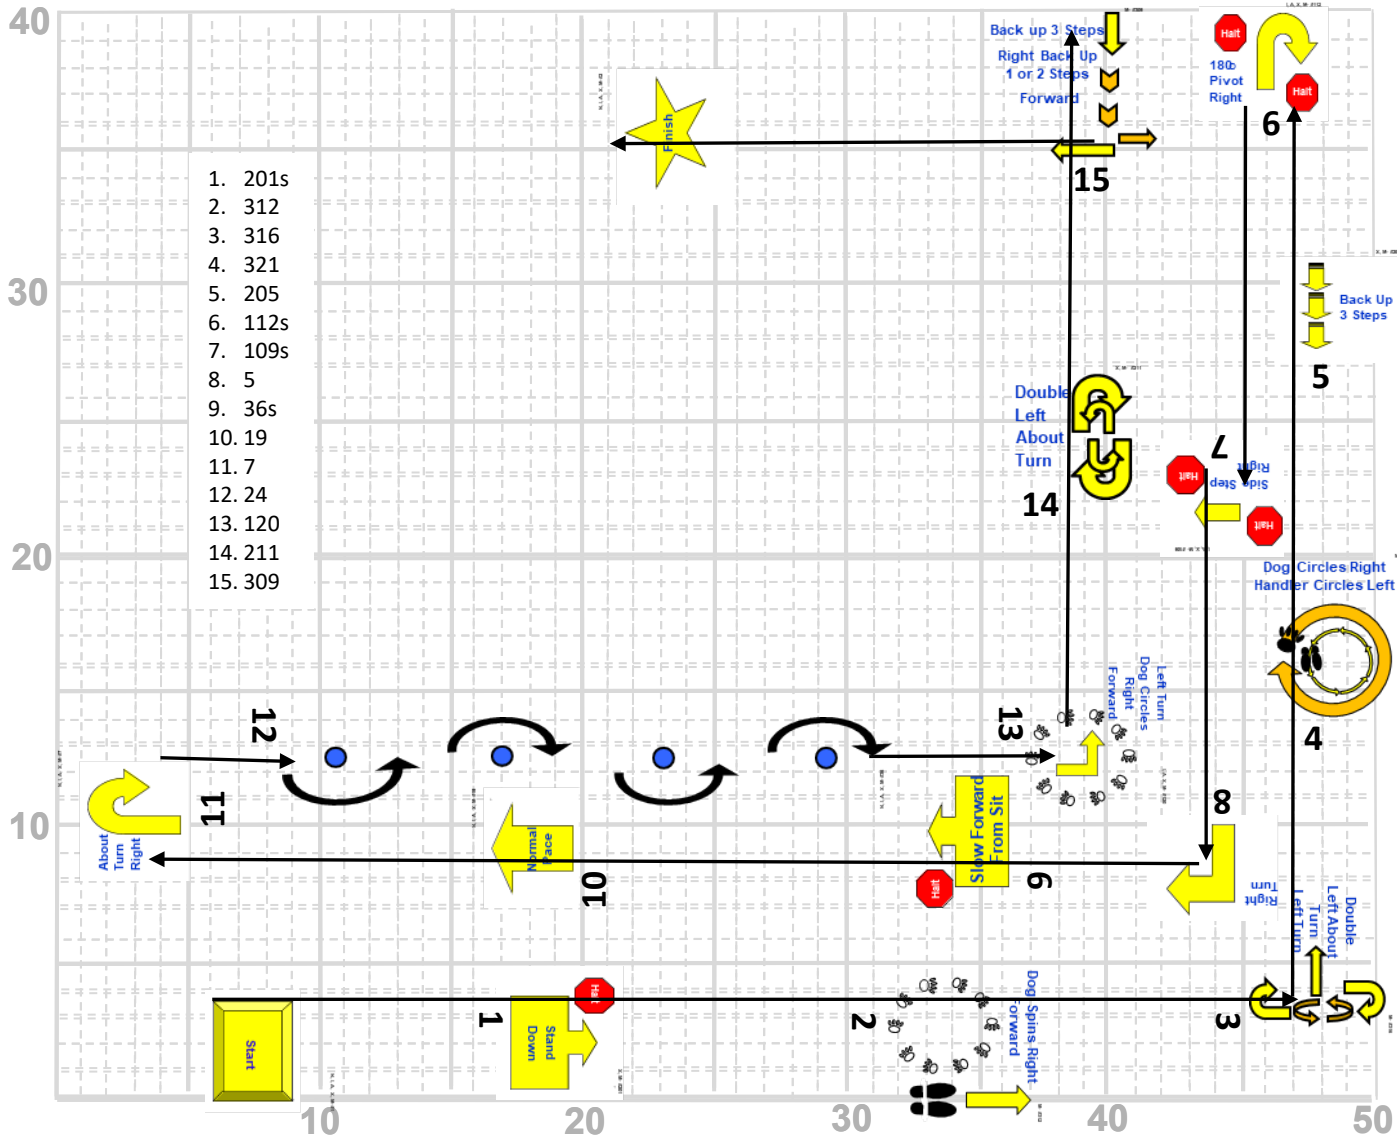 40
Back up 3 Steps
Right Back Up
1 or 2 Steps
Forward
Halt
180
Pivot
Right
Halt
6
Finish
15
1. 201s
2. 312
3. 316
4. 321
5. 205
6. 112s
7. 109s
8. 5
9. 36s
10. 19
11. 7
12. 24
13. 120
14. 211
15. 309
30
Back Up
3 Steps
5
Double
Left
About
Turn
14
7
Halt
Side Step
Right
Halt
20
Dog Circles Right
Handler Circles Left
4
Left Turn
Dog Circles
Right
Forward
13
12
11
About
Turn
Right
10
Normal
Pace
10
Slow Forward
From Sit
Halt
9
8
Right
Turn
Double
Left About
Turn
Left Turn
3
Start
1
Stand
Down
Halt
2
Dog Spins Right
Forward
10
20
30
40
50